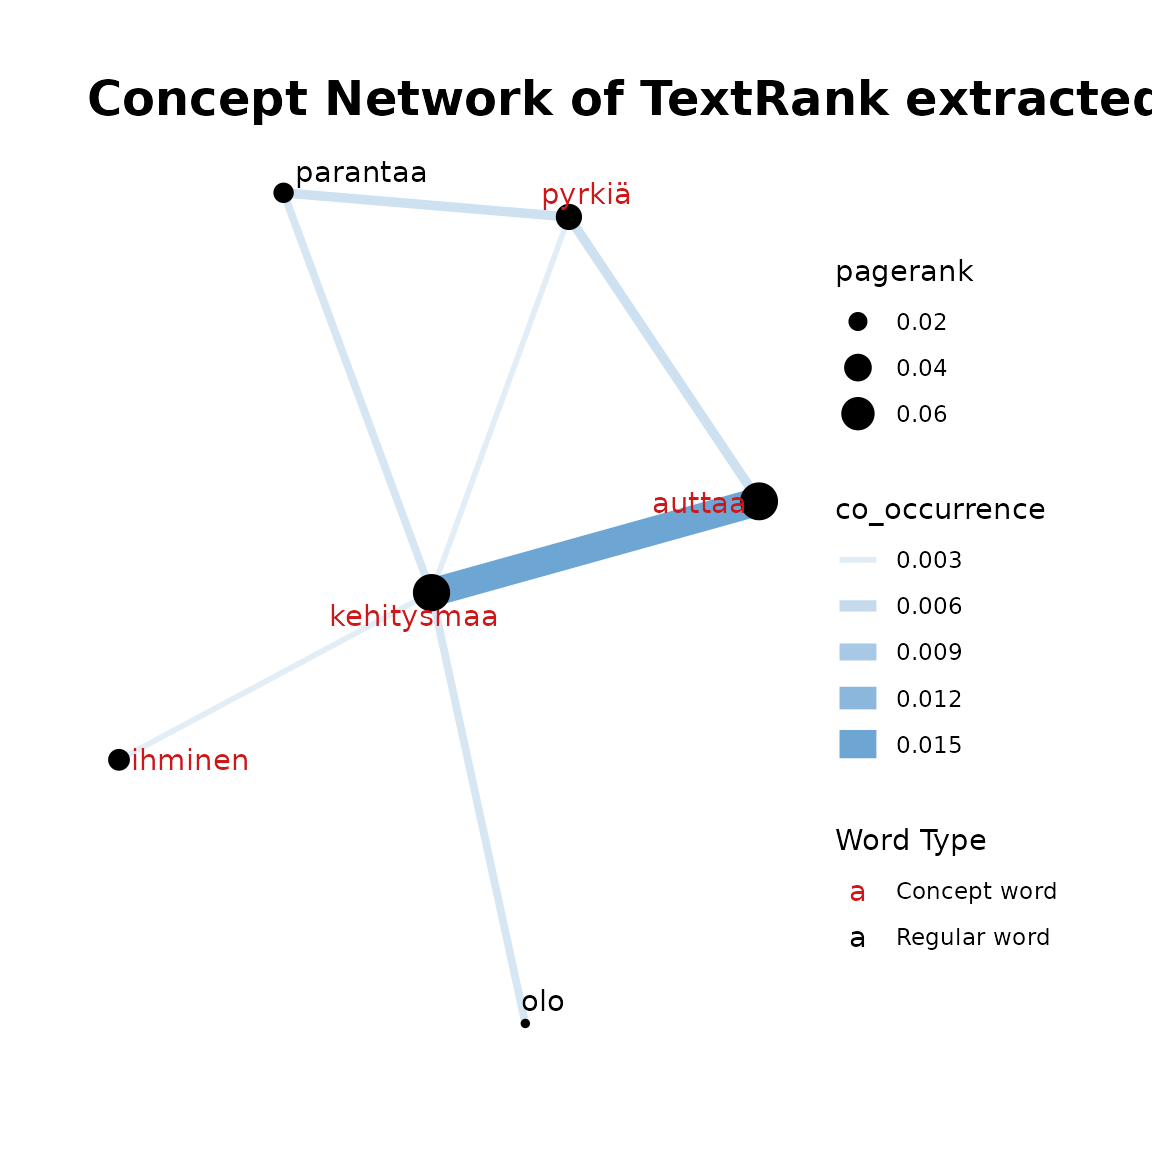 Concept Network of TextRank extracted
parantaa
pyrkiä
auttaa
kehitysmaa
ihminen
olo
pagerank
0.02
0.04
0.06
co_occurrence
0.003
0.006
0.009
0.012
0.015
Word Type
a Concept word
a Regular word